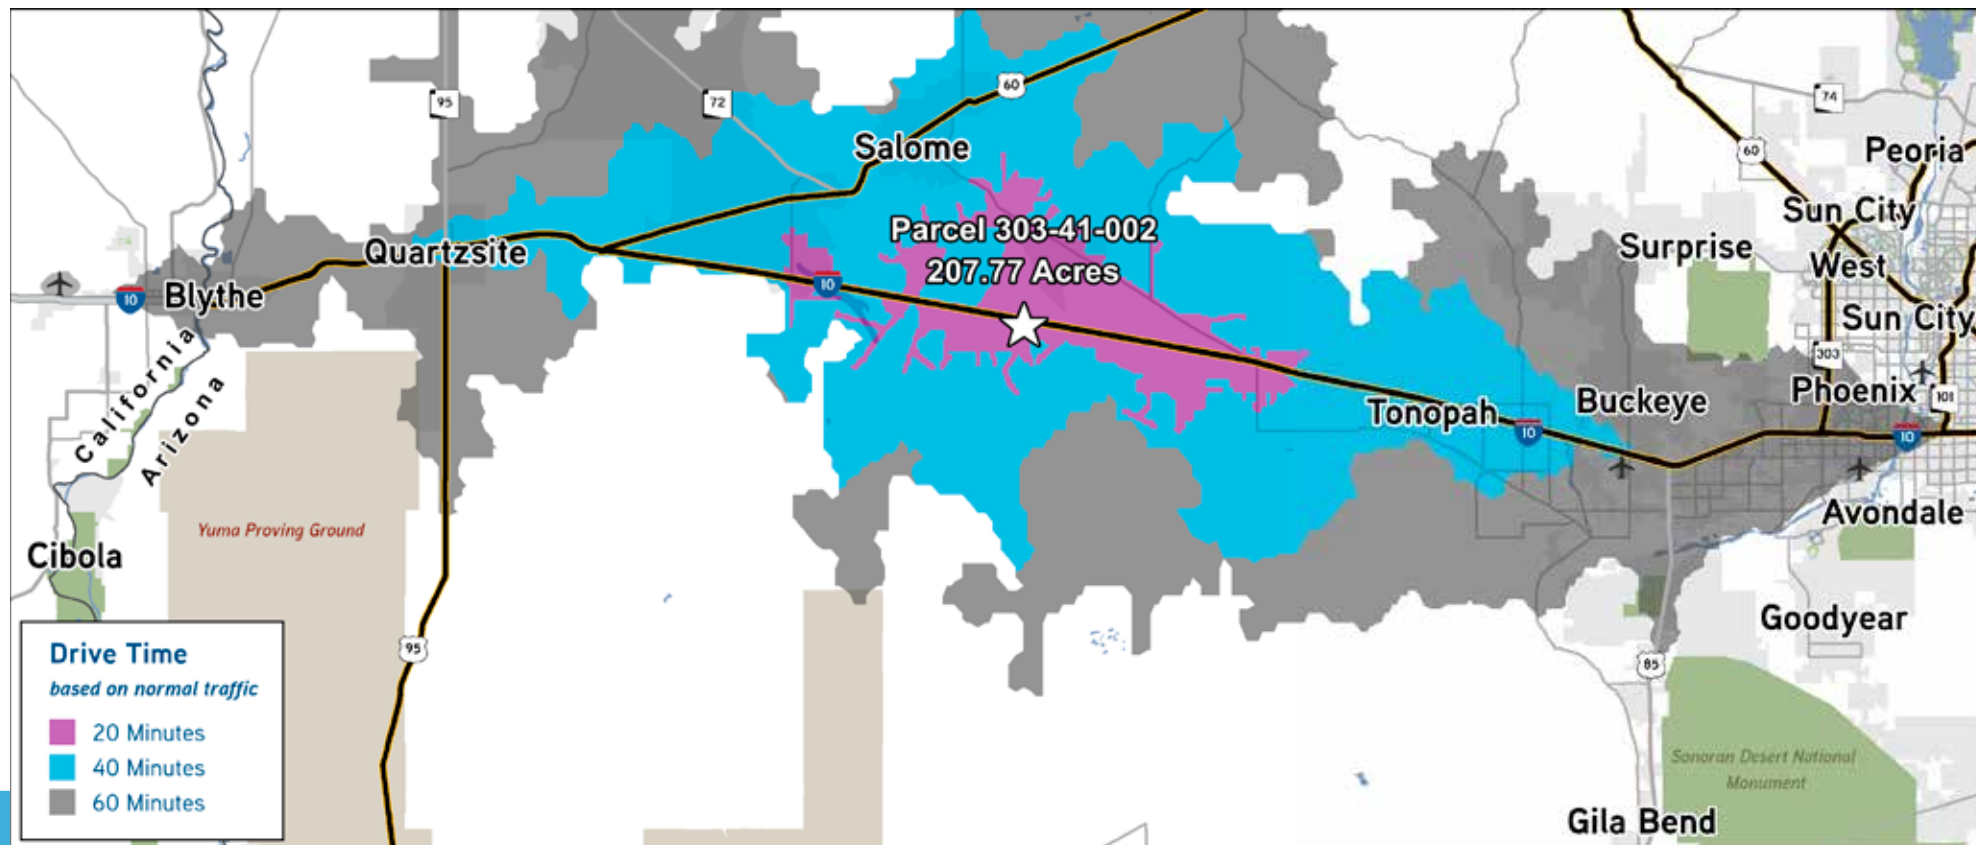 60
95
72
74
Salome
60
Peoria
Sun City
Parcel 303-41-002
207.77 Acres
Quartzsite
Surprise
West
10
Blythe
10
Sun City
California
Arizona
303
Phoenix
101
Buckeye
Tonopah
10
10
Avondale
Yuma Proving Ground
Cibola
Goodyear
Drive Time
based on normal traffic
20 Minutes
40 Minutes
60 Minutes
95
85
Sonoran Desert National
Monument
Gila Bend